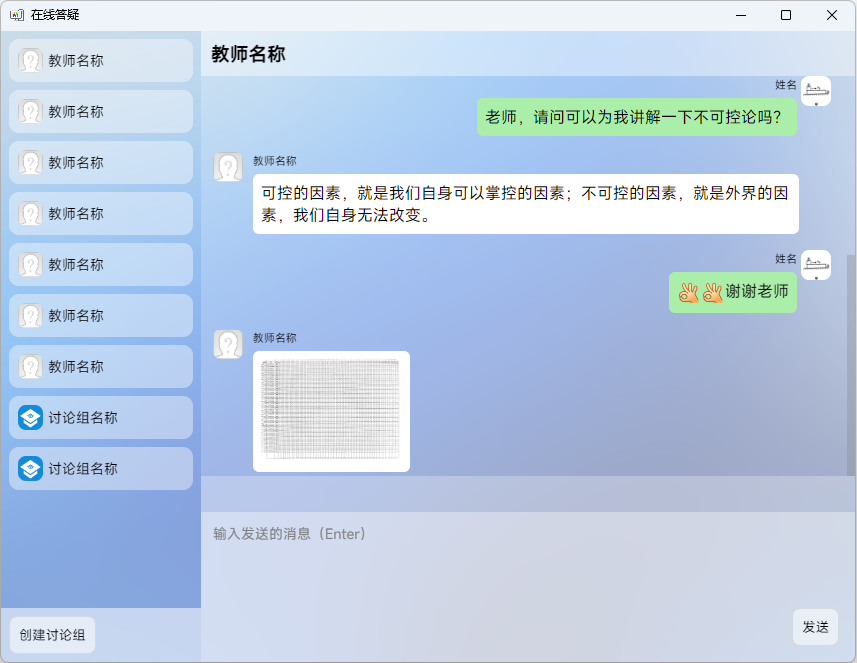 在线答疑
教师名称
教师名称
教师名称
教师名称
教师名称
教师名称
教师名称
讨论组名称
讨论组名称
创建讨论组
教师名称
姓名
老师，请问可以为我讲解一下不可控论吗？
教师名称
可控的因素，就是我们自身可以掌控的因素；不可控的因素，就是外界的因
素，我们自身无法改变。
姓名
👌👌谢谢老师
教师名称
输入发送的消息（Enter）
发送